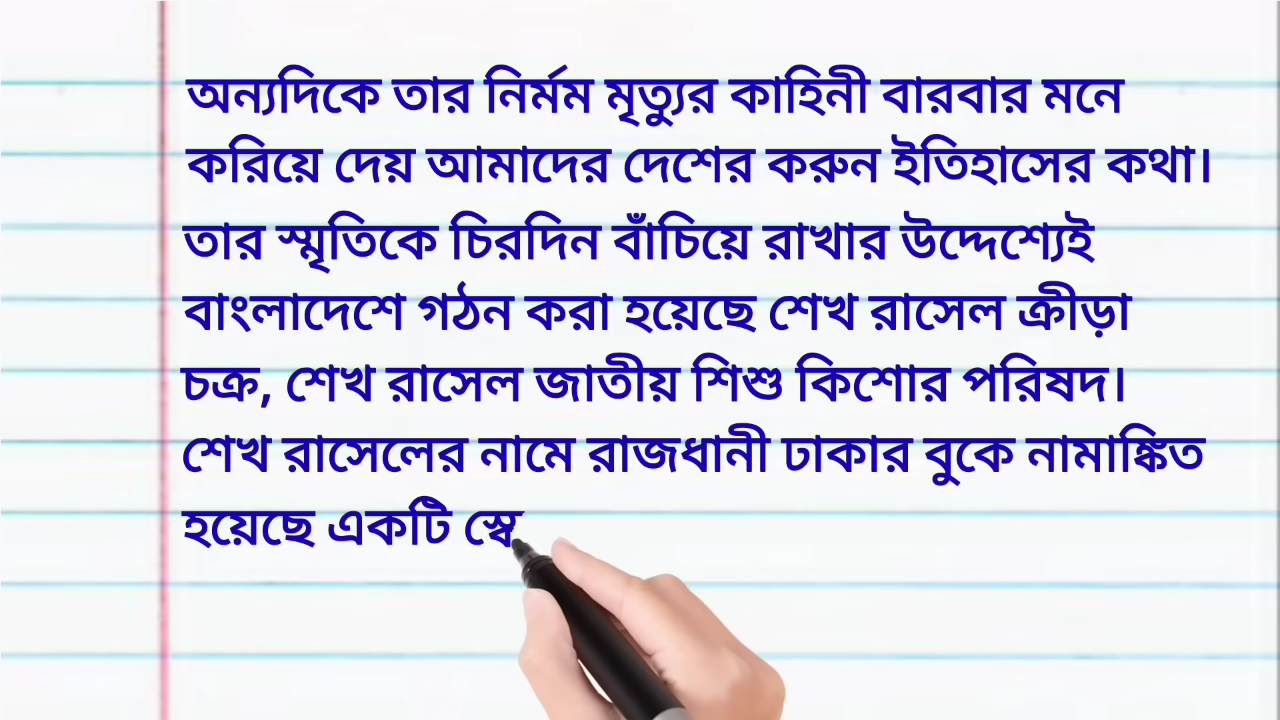 অন্যদিকে তার নির্মম মৃত্যুর কাহিনী বারবার মনে
করিয়ে দেয় আমাদের দেশের করুন ইতিহাসের কথা।
তার স্মৃতিকে চিরদিন বাঁচিয়ে রাখার উদ্দেশ্যেই
বাংলাদেশে গঠন করা হয়েছে শেখ রাসেল ক্রীড়া
চক্র, শেখ রাসেল জাতীয় শিশু কিশোর পরিষদ।
শেখ রাসেলের নামে রাজধানী ঢাকার বুকে নামাঙ্কিত
হয়েছে একটি